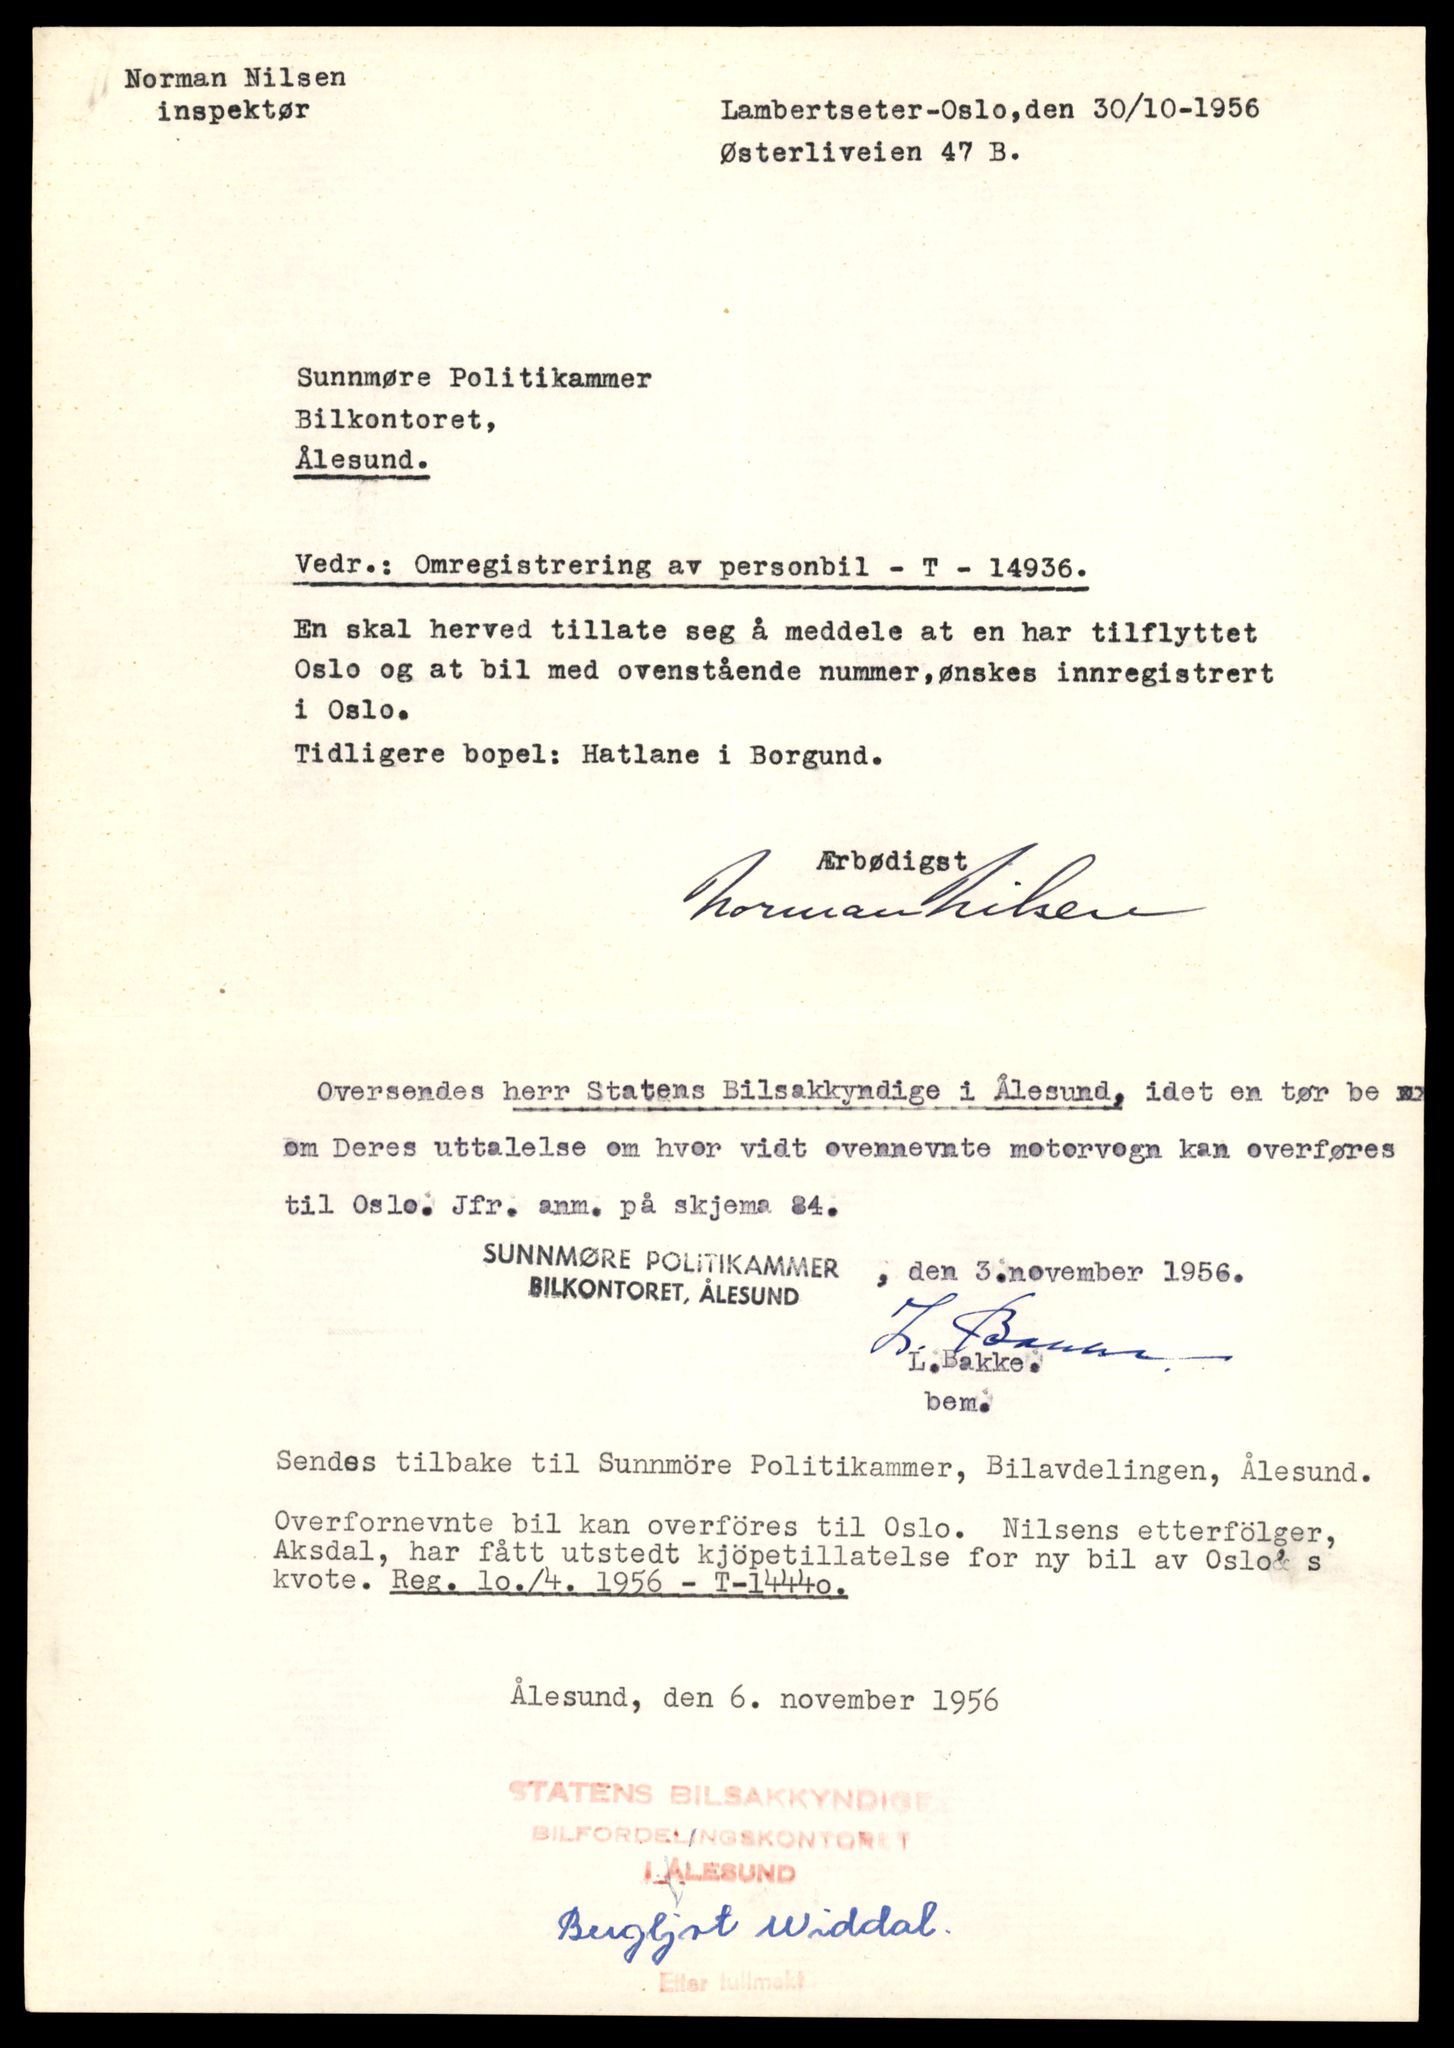 Norman Nilsen
inspektør
Lambertseter-Oslo,den 30/10-1956
Østerliveien 47 B.
Sunnmøre Politikammer
Bilkontoret,
Ålesund.
Vedr.: Omregistrering av personbil - T - 14936.
En skal herved tillate seg å meddele at en har tilflyttet
Oslo og at bil med ovenstående nummer,ønskes innregistrert
i Oslo.
Tidligere bopel: Hatlane i Borgund.
Ærbødigst
Norman Nilsen
Oversendes herr Statens Bilsakkyndige i Ålesund, idet en tør be
om Deres uttalelse om hvor vidt ovennevnte motorvogn kan overføres
til Oslo. Jfr. anm. på skjema 84.
SUNNMØRE POLITIKAMMER
BILKONTORET, ÅLESUND
, den 3.november 1956.
L. Bakke
L.Bakke.
bem.
Sendes tilbake til Sunnmöre Politikammer, Bilavdelingen, Ålesund.
Overfornevnte bil kan overföres til Oslo. Nilsens etterfölger,
Aksdal, har fått utstedt kjöpetillatelse for ny bil av Oslo's
kvote. Reg. lo./4. 1956 - T-1444o.
Ålesund, den 6. november 1956
STATENS BILSAKKYNDIGE
BILFORDELINGSKONTORET
I ÅLESUND
Bergljot Widdal.
Etter fullmakt